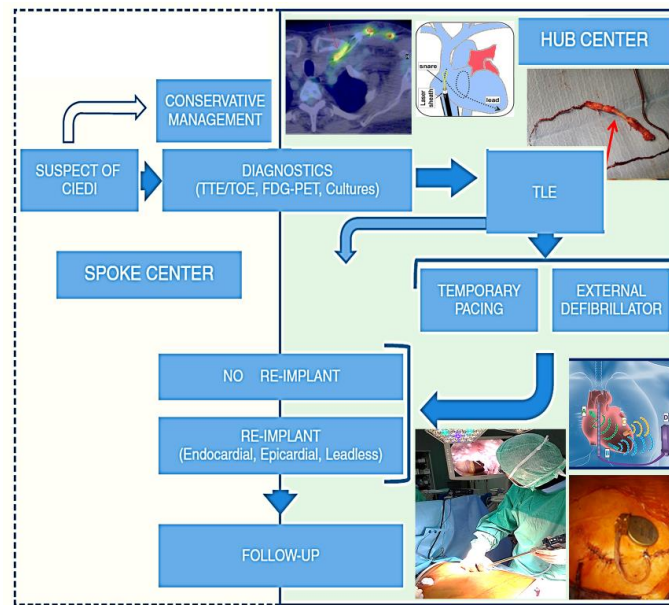 HUB CENTER
snare
Laser
sheath
lead
CONSERVATIVE
MANAGEMENT
SUSPECT OF
CIEDI
DIAGNOSTICS
(TTE/TOE, FDG-PET, Cultures)
TLE
SPOKE CENTER
TEMPORARY
PACING
EXTERNAL
DEFIBRILLATOR
NO RE-IMPLANT
RE-IMPLANT
(Endocardial, Epicardial, Leadless)
FOLLOW-UP